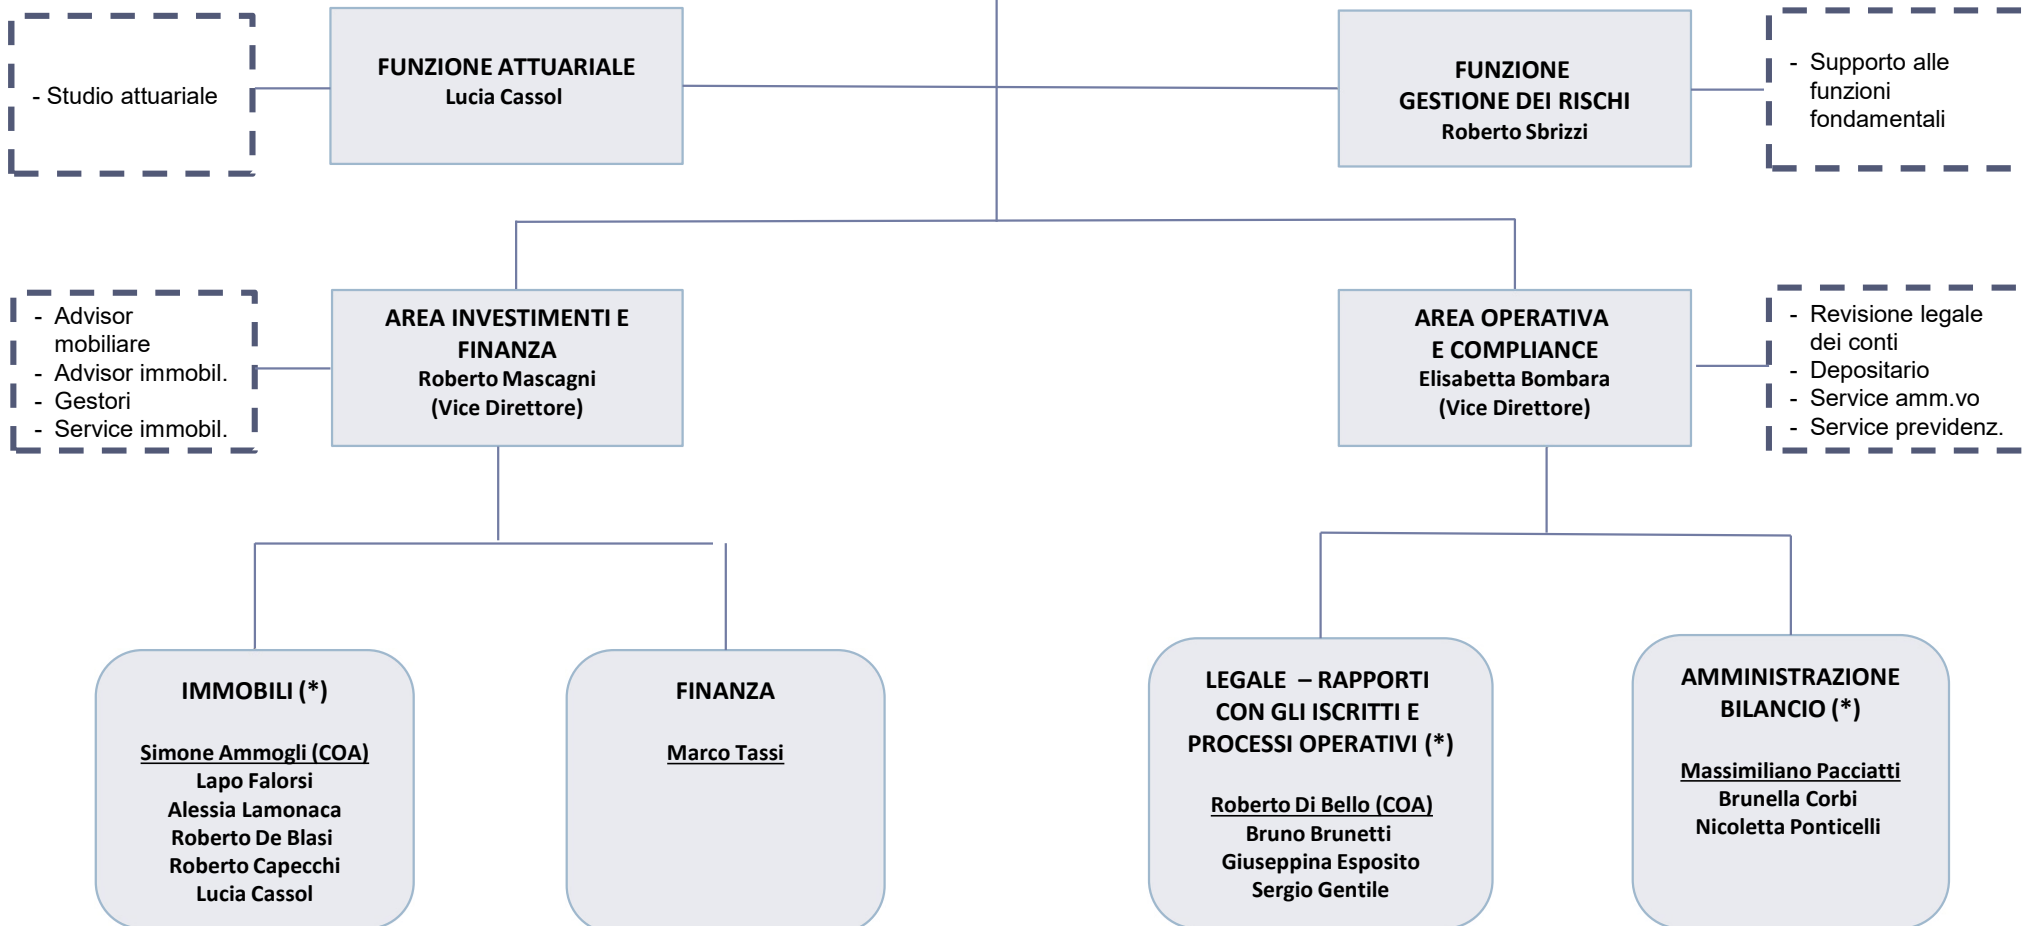 - Studio attuariale
FUNZIONE ATTUARIALE
Lucia Cassol
FUNZIONE
GESTIONE DEI RISCHI
Roberto Sbrizzi
- Supporto alle
funzioni
fondamentali
- Advisor
mobiliare
- Advisor immobil.
- Gestori
- Service immobil.
AREA INVESTIMENTI E
FINANZA
Roberto Mascagni
(Vice Direttore)
AREA OPERATIVA
E COMPLIANCE
Elisabetta Bombara
(Vice Direttore)
- Revisione legale
dei conti
- Depositario
- Service amm.vo
- Service previdenz.
IMMOBILI (*)
Simone Ammogli (COA)
Lapo Falorsi
Alessia Lamonaca
Roberto De Blasi
Roberto Capecchi
Lucia Cassol
FINANZA
Marco Tassi
LEGALE – RAPPORTI
CON GLI ISCRITTI E
PROCESSI OPERATIVI (*)
Roberto Di Bello (COA)
Bruno Brunetti
Giuseppina Esposito
Sergio Gentile
AMMINISTRAZIONE
BILANCIO (*)
Massimiliano Pacciatti
Brunella Corbi
Nicoletta Ponticelli